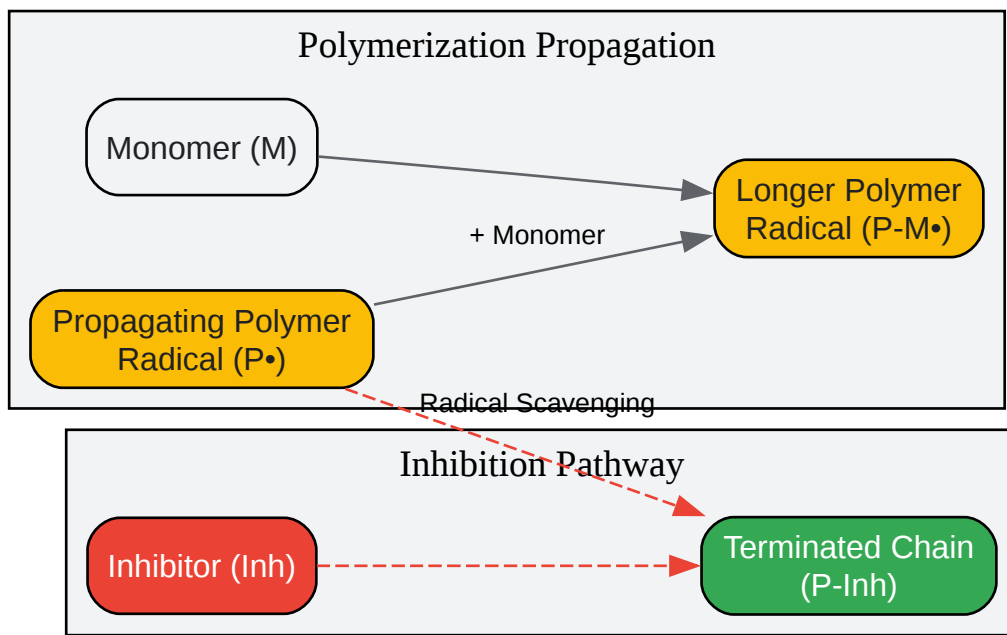 Polymerization Propagation
Monomer (M)
Longer Polymer
Radical (P-M•)
+ Monomer
Propagating Polymer
Radical (P•)
Radical Scavenging
Inhibition Pathway
Inhibitor (Inh)
Terminated Chain
(P-Inh)